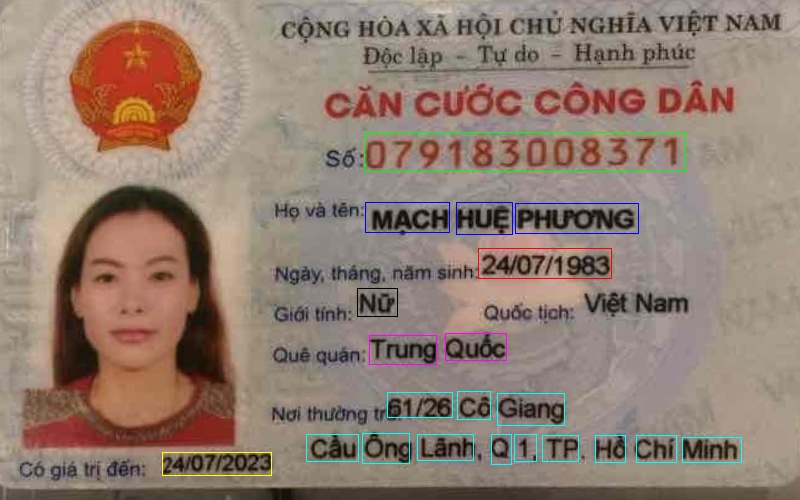 CỘNG HÒA XÃ HỘI CHỦ NGHĨA VIỆT NAM
Độc lập – Tự do – Hạnh phúc
CĂN CƯỚC CÔNG DÂN
Số: 079183008371
Họ và tên: MẠCH HUỆ PHƯƠNG
Ngày, tháng, năm sinh: 24/07/1983
Giới tính: Nữ Quốc tịch: Việt Nam
Quê quán: Trung Quốc
Nơi thường trú: 61/26 Cô Giang
Cầu Ông Lãnh, Q 1, TP. Hồ Chí Minh
Có giá trị đến: 24/07/2023